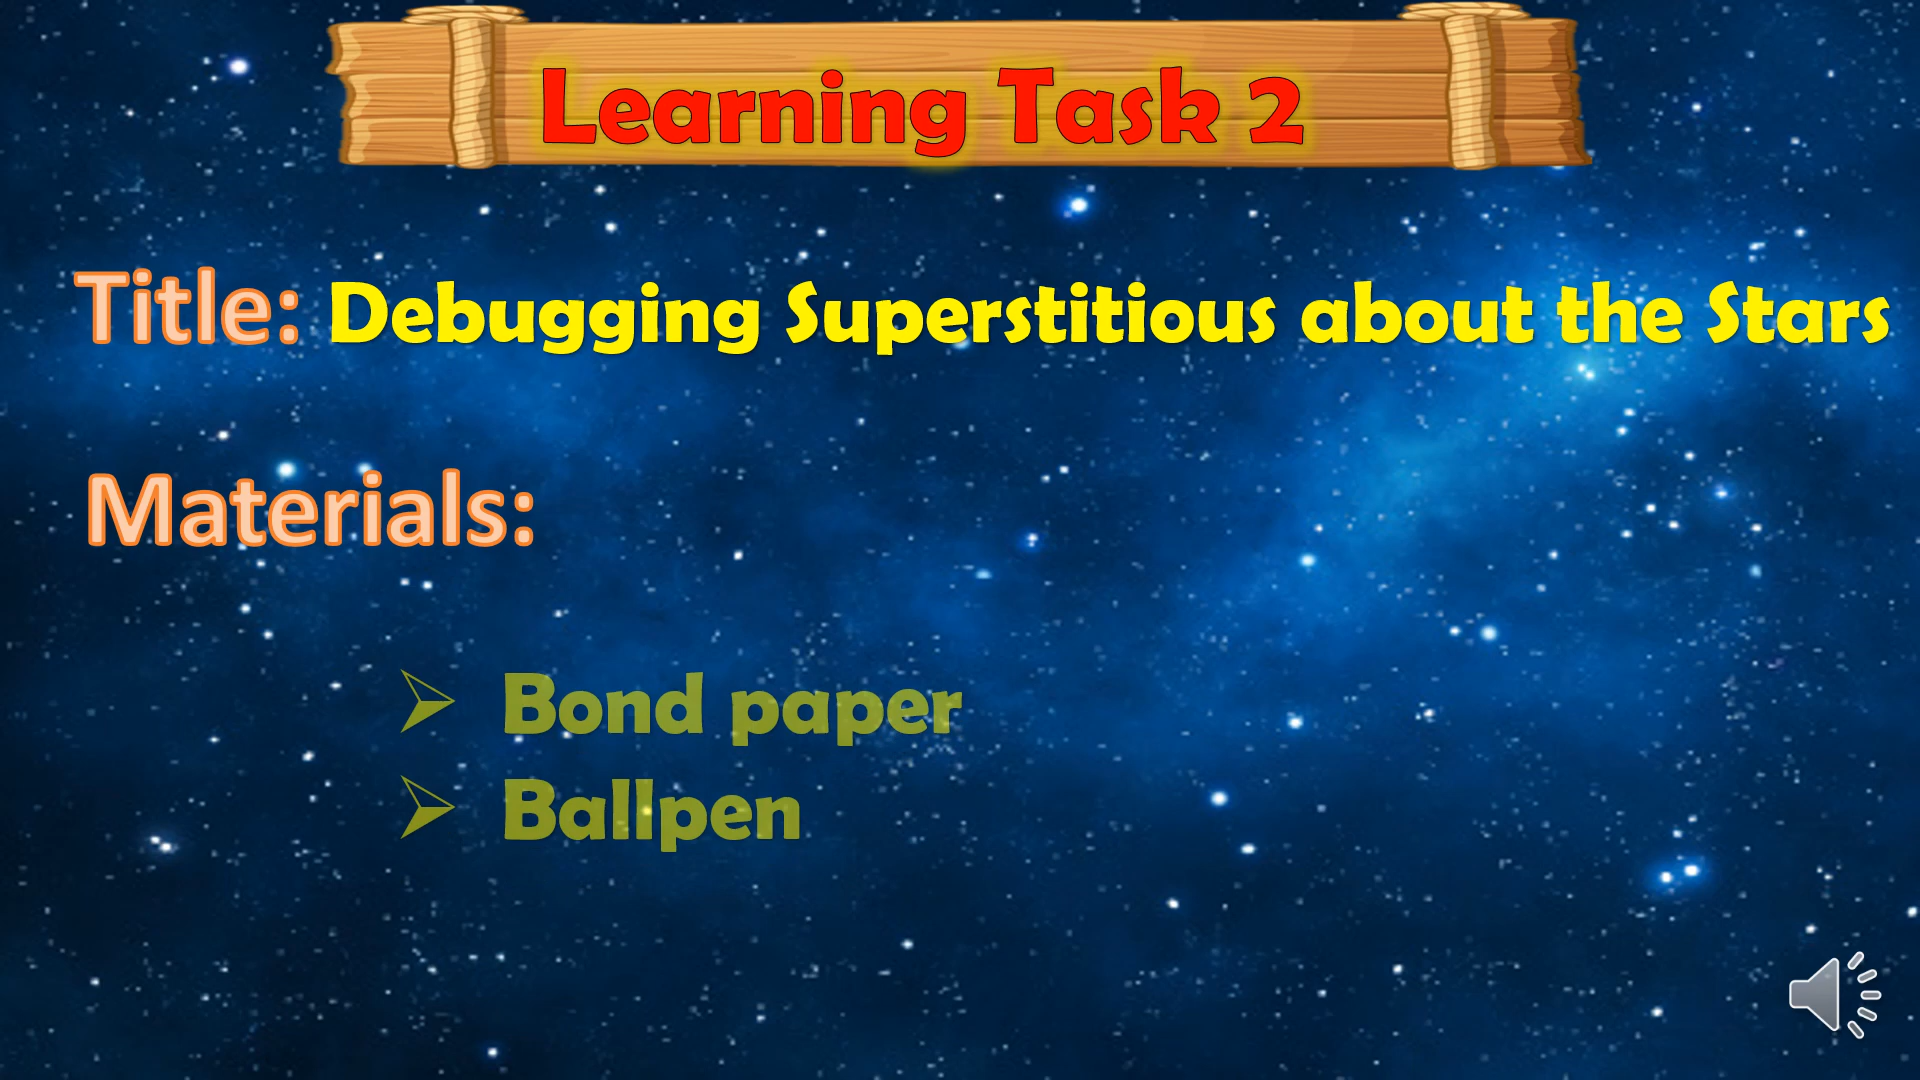 Learning Task 2
Title: Debugging Superstitious about the Stars
Materials:
➢ Bond paper
➢ Ballpen